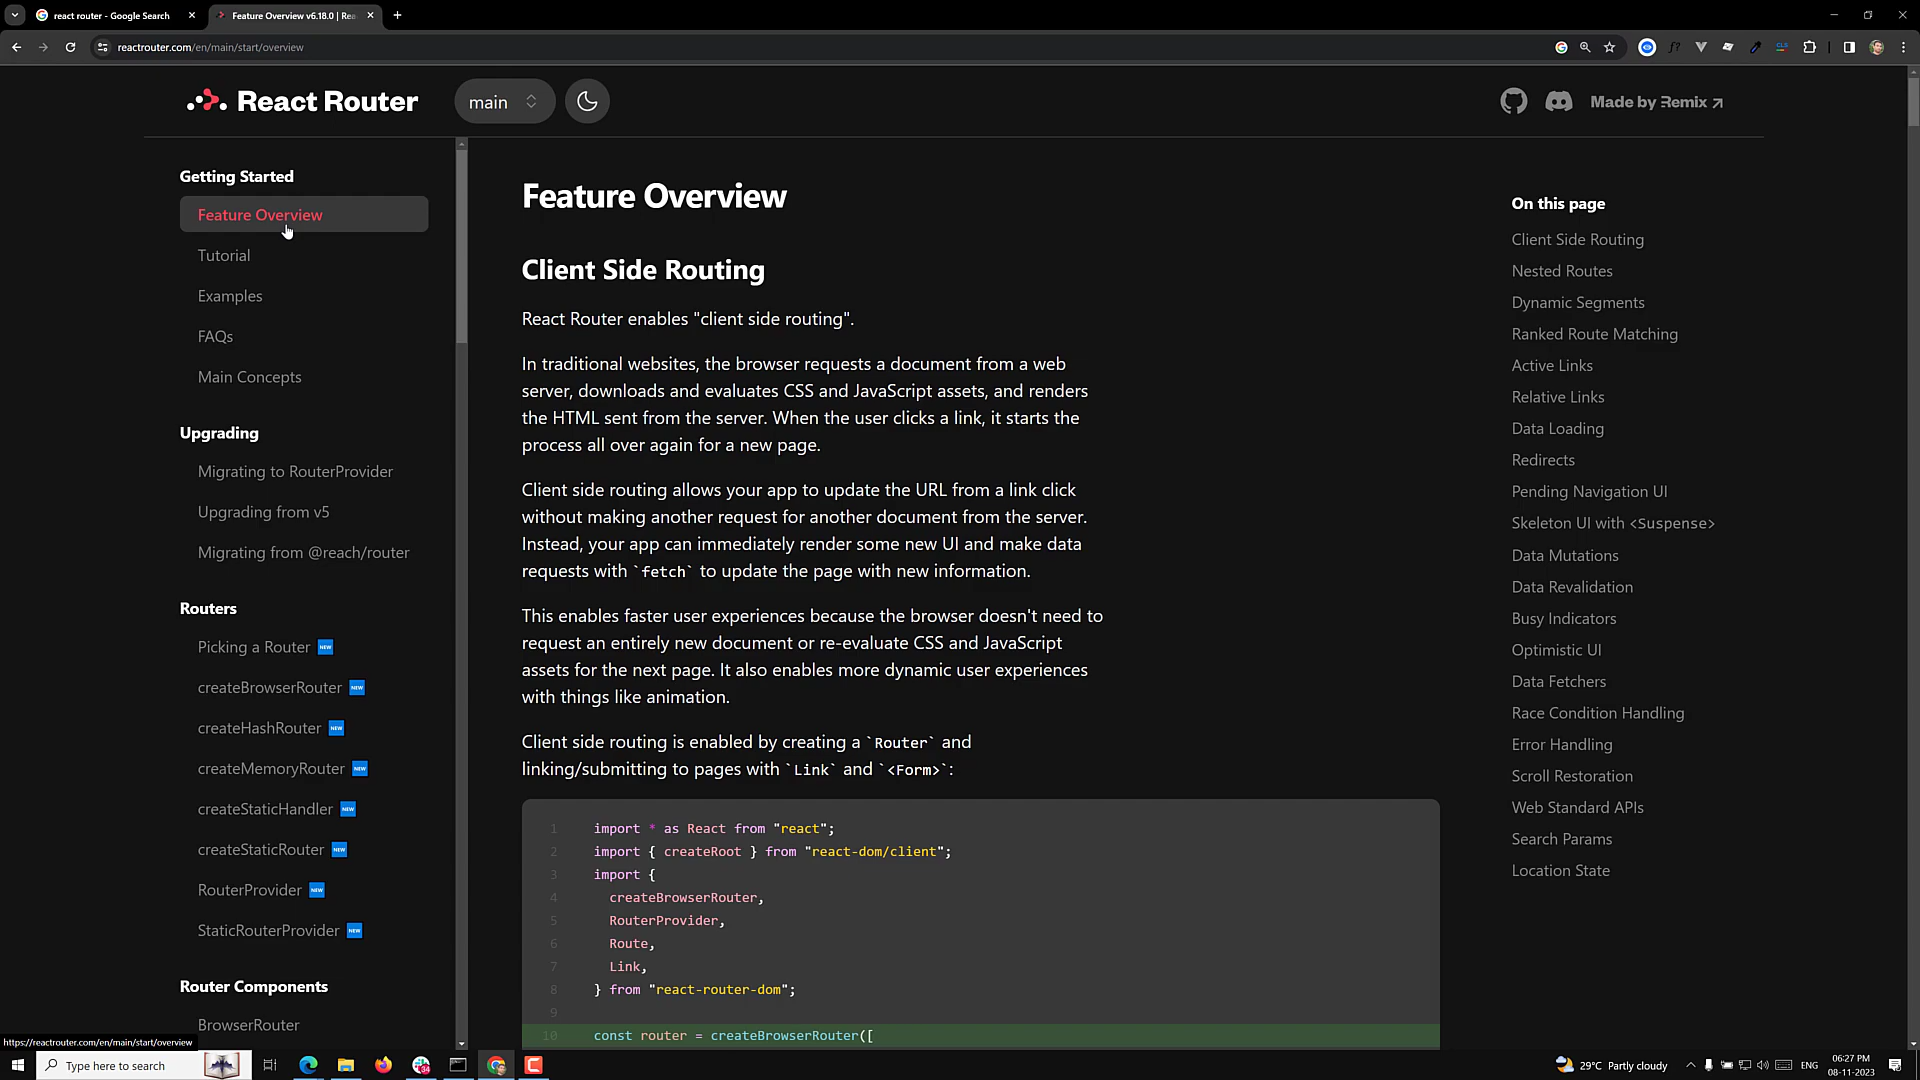 react router - Google Search
Feature Overview v6.18.0 | Rea
reactrouter.com/en/main/start/overview
React Router
main
Made by Remix ↗
Getting Started
Feature Overview
Tutorial
Examples
FAQs
Main Concepts
Upgrading
Migrating to RouterProvider
Upgrading from v5
Migrating from @reach/router
Routers
Picking a Router NEW
createBrowserRouter NEW
createHashRouter NEW
createMemoryRouter NEW
createStaticHandler NEW
createStaticRouter NEW
RouterProvider NEW
StaticRouterProvider NEW
Router Components
BrowserRouter
Feature Overview
Client Side Routing
React Router enables "client side routing".
In traditional websites, the browser requests a document from a web
server, downloads and evaluates CSS and JavaScript assets, and renders
the HTML sent from the server. When the user clicks a link, it starts the
process all over again for a new page.
Client side routing allows your app to update the URL from a link click
without making another request for another document from the server.
Instead, your app can immediately render some new UI and make data
requests with `fetch` to update the page with new information.
This enables faster user experiences because the browser doesn't need to
request an entirely new document or re-evaluate CSS and JavaScript
assets for the next page. It also enables more dynamic user experiences
with things like animation.
Client side routing is enabled by creating a `Router` and
linking/submitting to pages with `Link` and `<Form>`:
1 import * as React from "react";
2 import { createRoot } from "react-dom/client";
3 import {
4 createBrowserRouter,
5 RouterProvider,
6 Route,
7 Link,
8 } from "react-router-dom";
9
10 const router = createBrowserRouter([
On this page
Client Side Routing
Nested Routes
Dynamic Segments
Ranked Route Matching
Active Links
Relative Links
Data Loading
Redirects
Pending Navigation UI
Skeleton UI with <Suspense>
Data Mutations
Data Revalidation
Busy Indicators
Optimistic UI
Data Fetchers
Race Condition Handling
Error Handling
Scroll Restoration
Web Standard APIs
Search Params
Location State
https://reactrouter.com/en/main/start/overview
Type here to search
34
29°C Partly cloudy
ENG
06:27 PM
08-11-2023